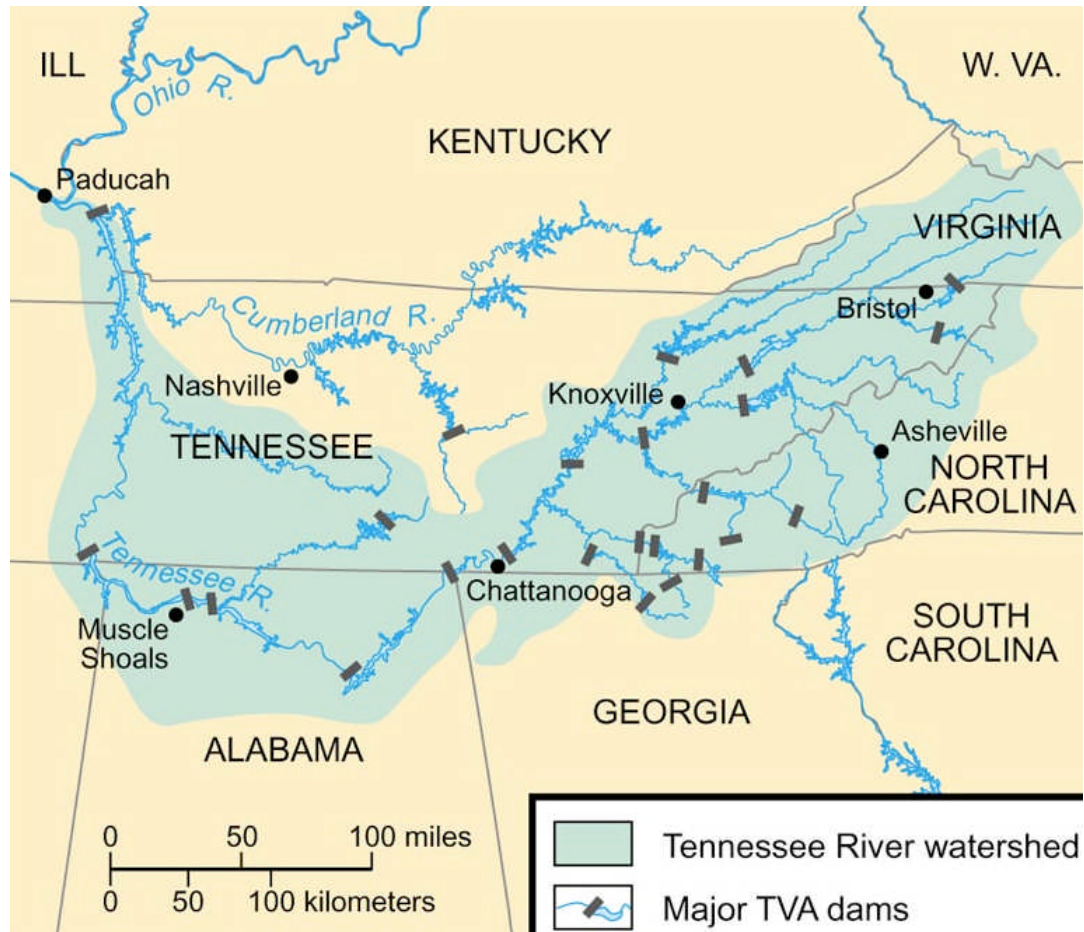 ILL
W. VA.
Ohio R.
KENTUCKY
Paducah
VIRGINIA
Bristol
Cumberland R.
Nashville
Knoxville
TENNESSEE
Asheville
NORTH
CAROLINA
Tennessee R.
Chattanooga
Muscle
Shoals
SOUTH
CAROLINA
GEORGIA
ALABAMA
0 50 100 miles
0 50 100 kilometers
Tennessee River watershed
Major TVA dams